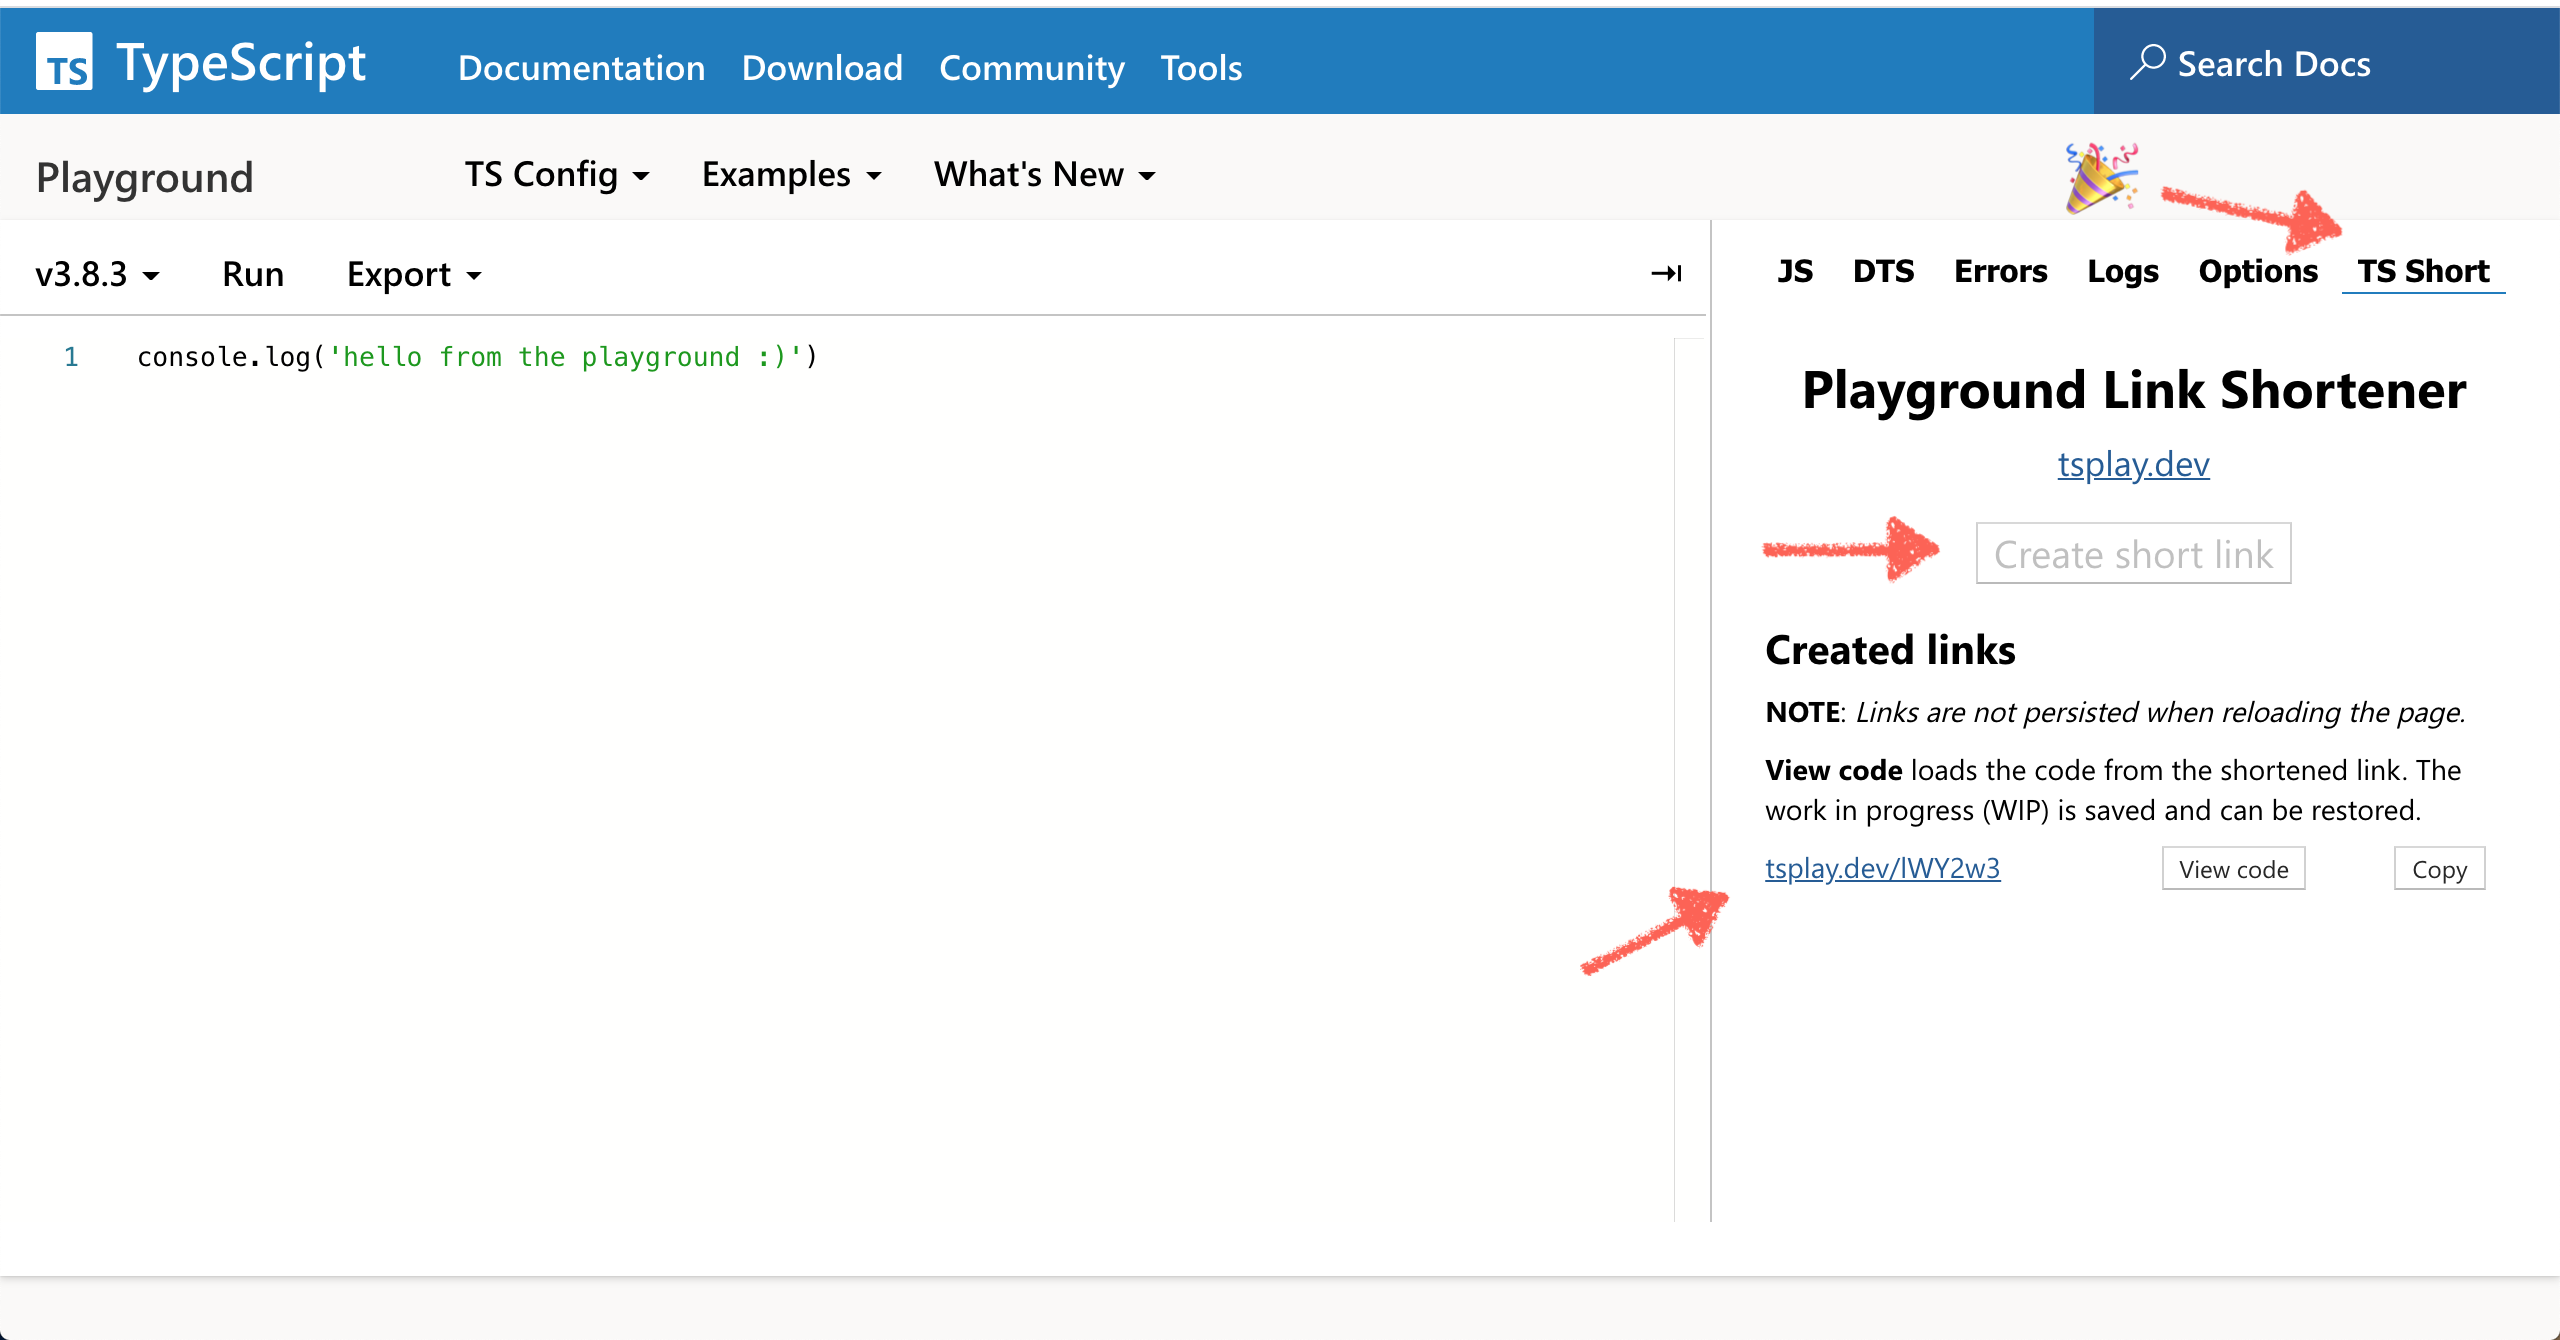 TS TypeScript Documentation Download Community Tools Search Docs
Playground TS Config Examples What's New
v3.8.3 Run Export
JS DTS Errors Logs Options TS Short
1 console.log('hello from the playground :)')
Playground Link Shortener
tsplay.dev
Create short link
Created links
NOTE: Links are not persisted when reloading the page.
View code loads the code from the shortened link. The
work in progress (WIP) is saved and can be restored.
tsplay.dev/lWY2w3 View code Copy